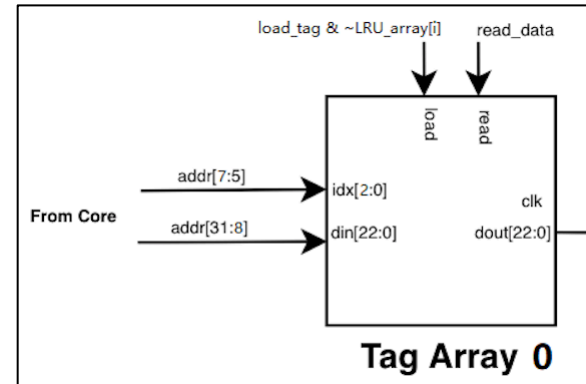 load_tag & ~LRU_array[i]
read_data
load
read
addr[7:5]
idx[2:0]
clk
From Core
addr[31:8]
din[22:0]
dout[22:0]
Tag Array 0